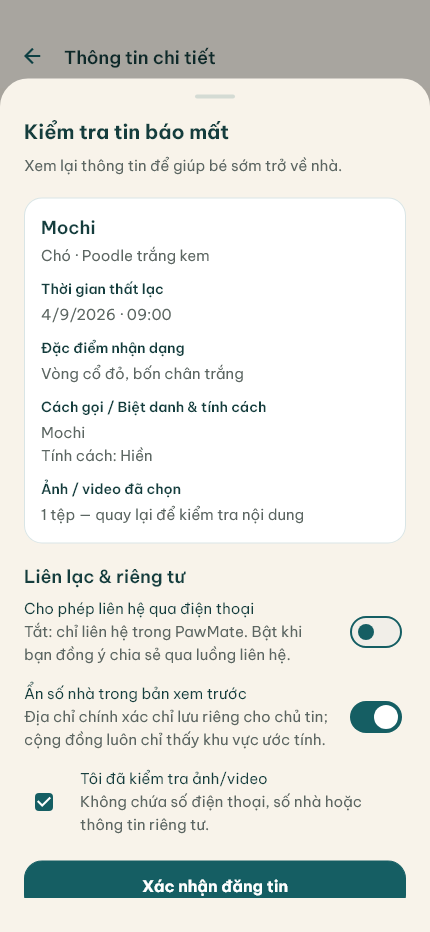 Thông tin chi tiết
Kiểm tra tin báo mất
Xem lại thông tin để giúp bé sớm trở về nhà.
Mochi
Chó · Poodle trắng kem
Thời gian thất lạc
4/9/2026 · 09:00
Đặc điểm nhận dạng
Vòng cổ đỏ, bốn chân trắng
Cách gọi / Biệt danh & tính cách
Mochi
Tính cách: Hiền
Ảnh / video đã chọn
1 tệp — quay lại để kiểm tra nội dung
Liên lạc & riêng tư
Cho phép liên hệ qua điện thoại
Tắt: chỉ liên hệ trong PawMate. Bật khi
bạn đồng ý chia sẻ qua luồng liên hệ.
Ẩn số nhà trong bản xem trước
Địa chỉ chính xác chỉ lưu riêng cho chủ tin;
cộng đồng luôn chỉ thấy khu vực ước tính.
Tôi đã kiểm tra ảnh/video
Không chứa số điện thoại, số nhà hoặc
thông tin riêng tư.
Xác nhận đăng tin